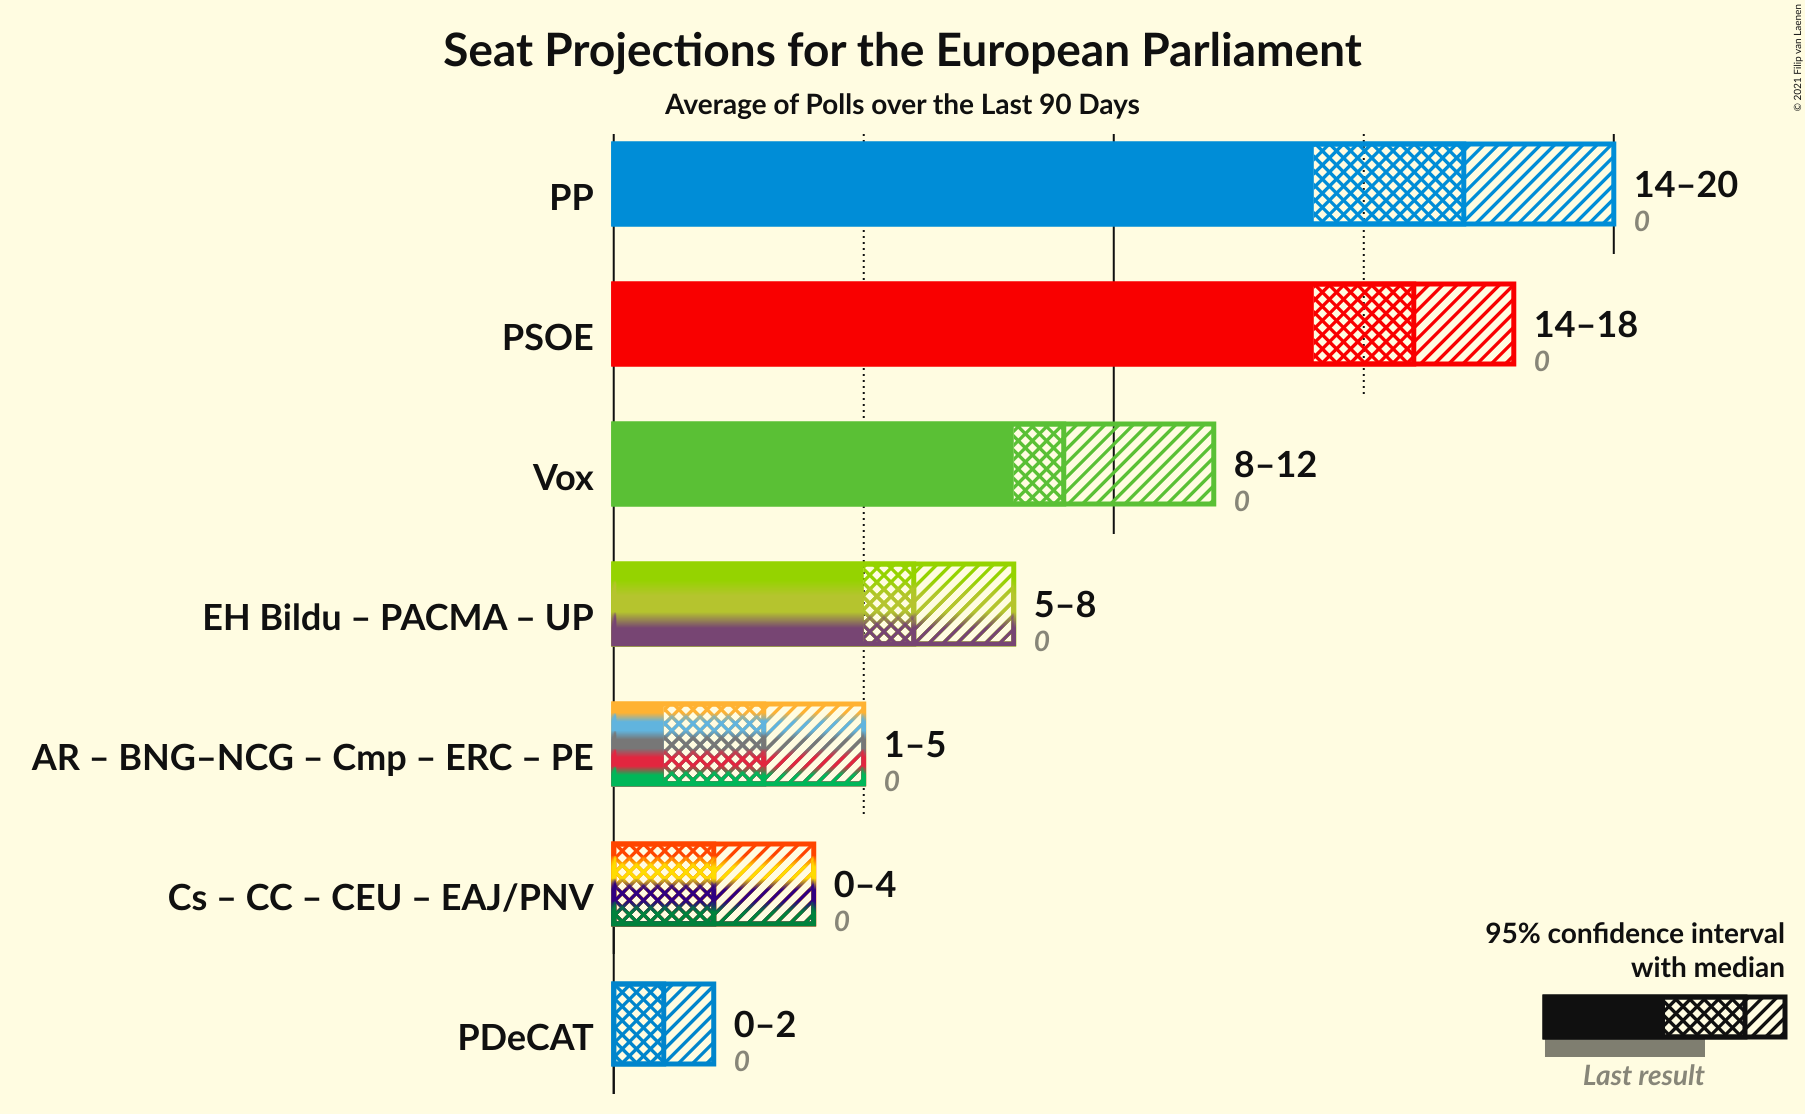 Seat Projections for the European Parliament
Average of Polls over the Last 90 Days
© 2021 Filip van Laenen
PP
14–20
0
PSOE
14–18
0
Vox
8–12
0
EH Bildu – PACMA – UP
5–8
0
AR – BNG–NCG – Cmp – ERC – PE
1–5
0
Cs – CC – CEU – EAJ/PNV
0–4
0
PDeCAT
0–2
0
95% confidence interval
with median
Last result